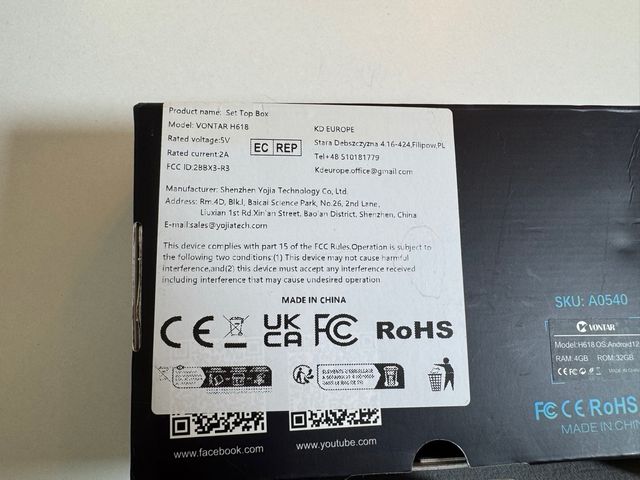 Product name: Set Top Box
Model: VONTAR H618
Rated voltage:5V
Rated current:2A
FCC ID:2BBX3-R3
EC REP
KD EUROPE
Stara Debszczyzna 4.16-424,Filipow,PL
Tel+48 510181779
Kdeurope.office@gmail.com
Manufacturer: Shenzhen Yojia Technology Co., Ltd.
Address: Rm.4D, Blk.I, Baicai Science Park, No.26, 2nd Lane,
Liuxian 1st Rd.Xin'an Street, Bao'an District, Shenzhen, China
E-mail:sales@yojiatech.com
This device complies with part 15 of the FCC Rules.Operation is subject to
the following two conditions:(1) This device may not cause harmful
interference,and(2) this device must accept any interference received
including interference that may cause undesired operation.
MADE IN CHINA
CE UK CA FC RoHS
www.facebook.com
www.youtube.com
SKU: A0540
VONTAR
Model:H618 OS:Android12
RAM: 4GB ROM:32GB
FC CE RoHS
MADE IN CHIN